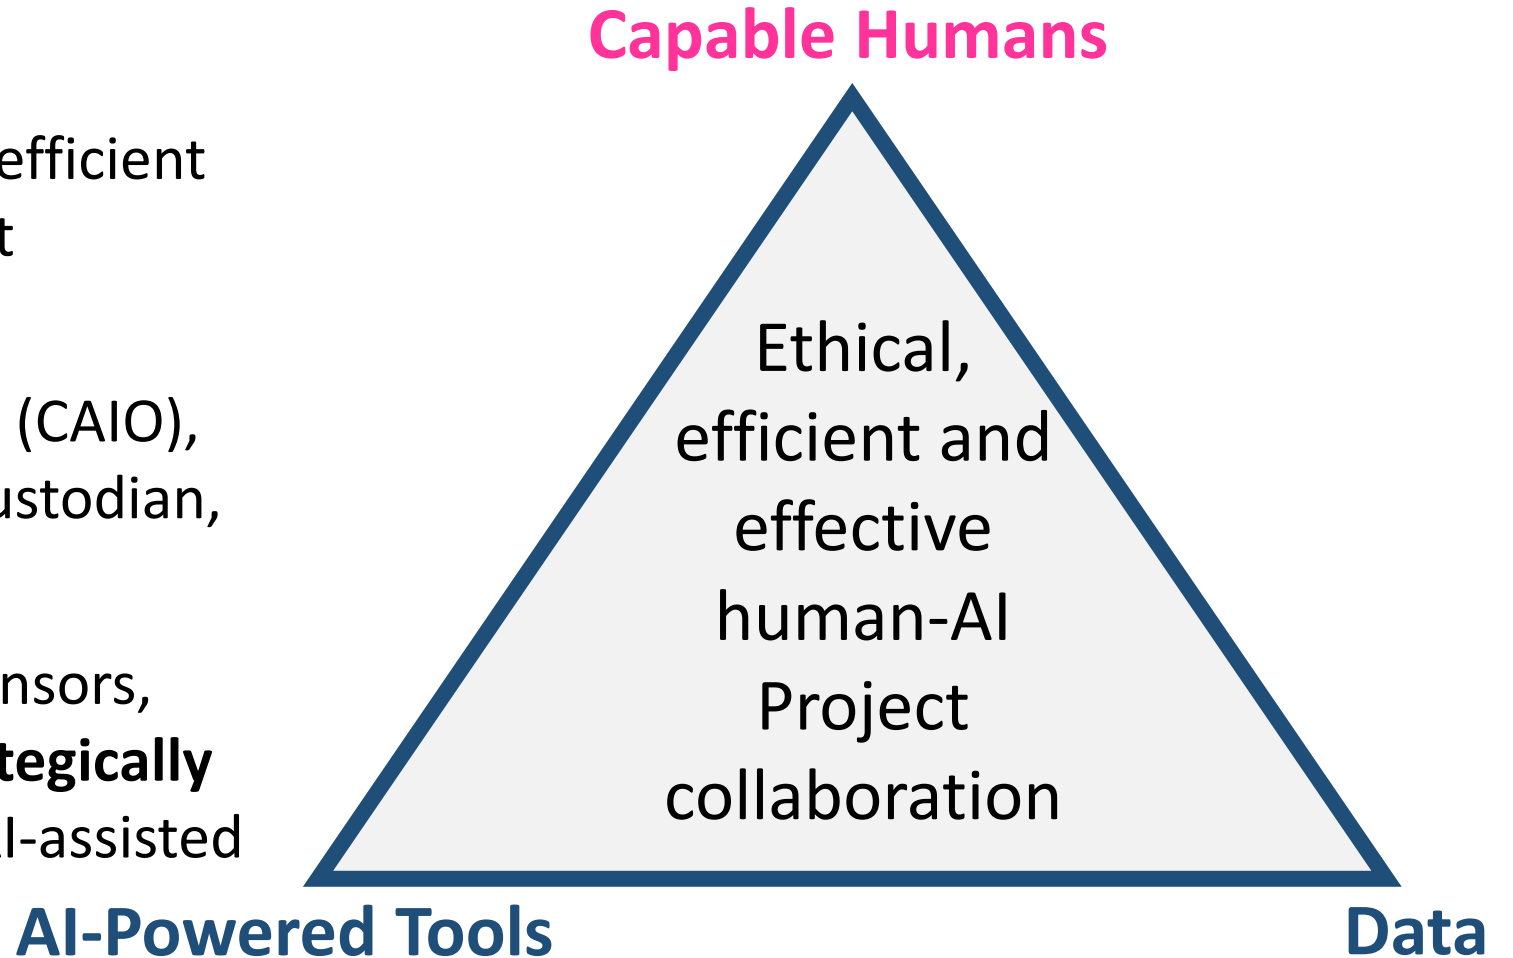 Capable Humans
efficient
t
(CAIO),
ustodian,
nsors,
tegically
I-assisted
Ethical,
efficient and
effective
human-AI
Project
collaboration
AI-Powered Tools
Data